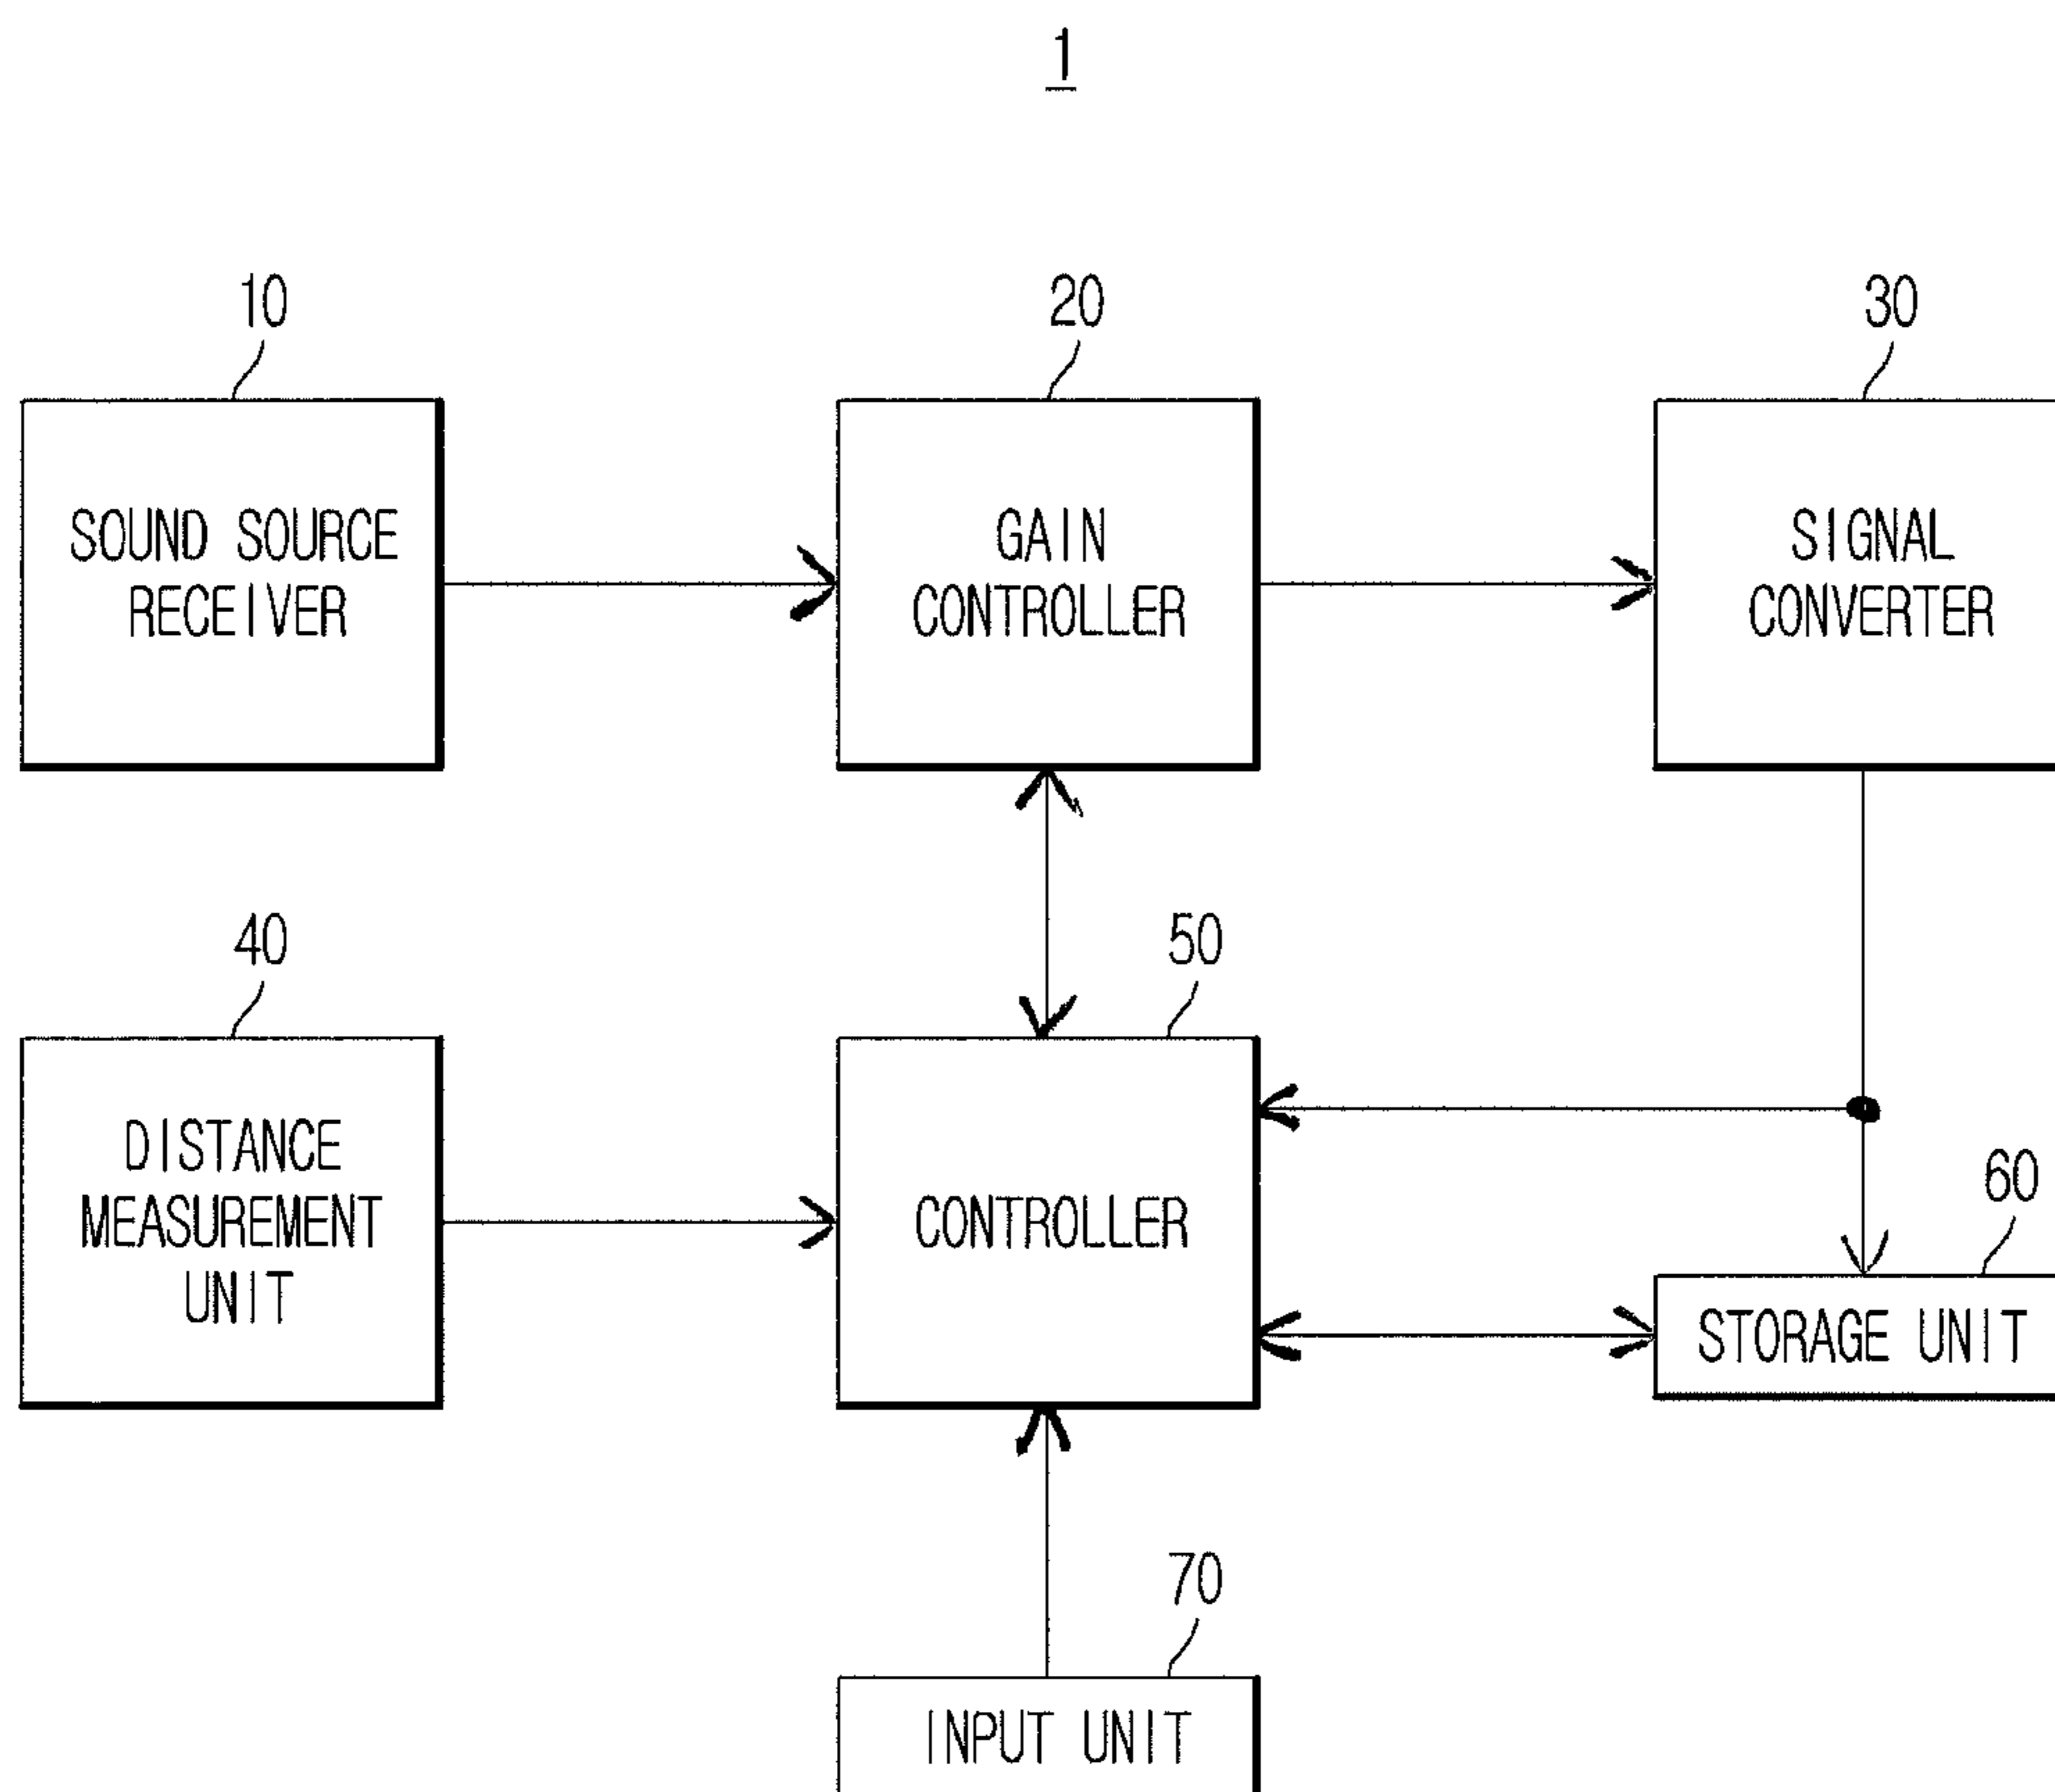 1
10
20
30
SOUND SOURCE
RECEIVER
GAIN
CONTROLLER
SIGNAL
CONVERTER
40
50
60
DISTANCE
MEASUREMENT
UNIT
CONTROLLER
STORAGE UNIT
70
INPUT UNIT